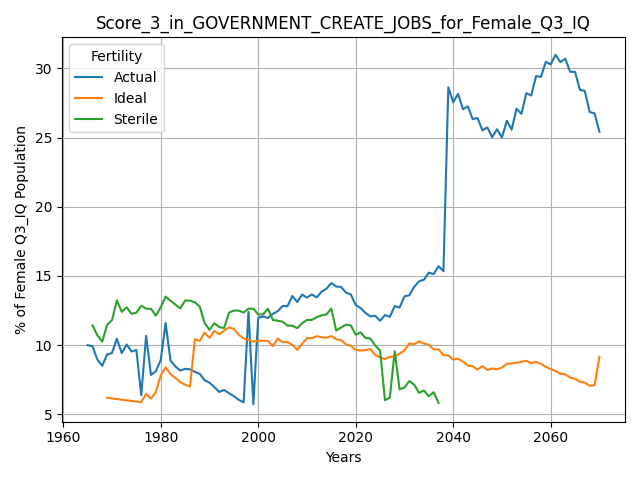 Score_3_in_GOVERNMENT_CREATE_JOBS_for_Female_Q3_IQ
Fertility
Actual
Ideal
Sterile
% of Female Q3_IQ Population
30
25
20
15
10
5
1960 1980 2000 2020 2040 2060
Years